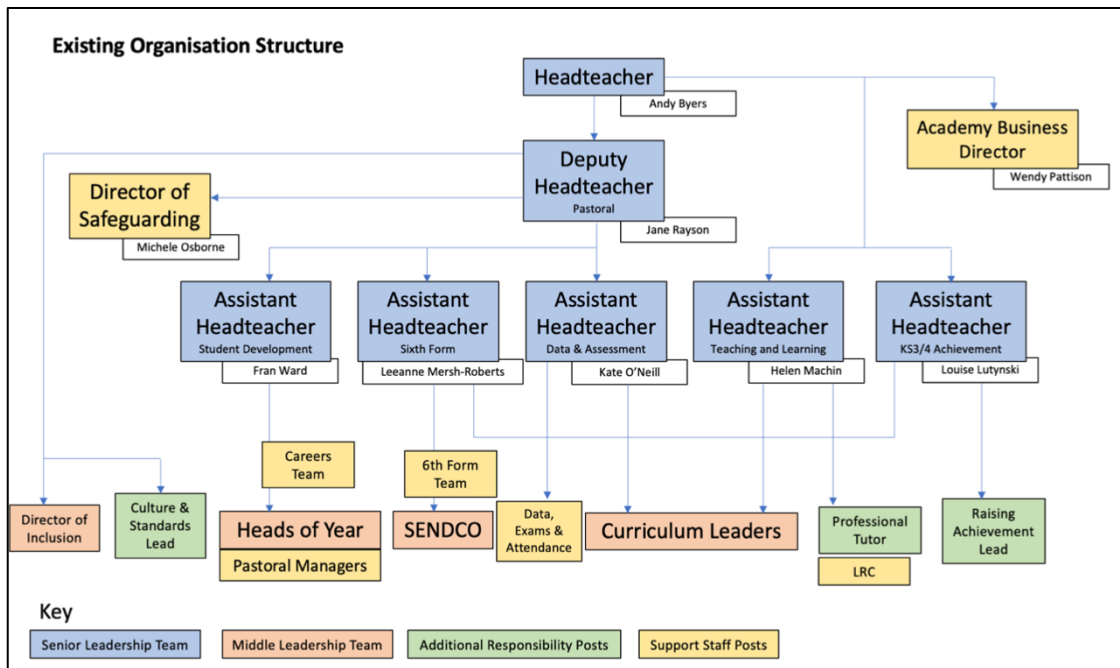 Existing Organisation Structure
Headteacher
Andy Byers
Academy Business
Director
Wendy Pattison
Deputy
Headteacher
Pastoral
Jane Rayson
Director of
Safeguarding
Michele Osborne
Assistant
Headteacher
Student Development
Fran Ward
Assistant
Headteacher
Sixth Form
Leeanne Mersh-Roberts
Assistant
Headteacher
Data & Assessment
Kate O’Neill
Assistant
Headteacher
Teaching and Learning
Helen Machin
Assistant
Headteacher
KS3/4 Achievement
Louise Lutynski
Careers
Team
6th Form
Team
Director of
Inclusion
Culture &
Standards
Lead
Heads of Year
Pastoral Managers
SENDCO
Data,
Exams &
Attendance
Curriculum Leaders
Professional
Tutor
LRC
Raising
Achievement
Lead
Key
Senior Leadership Team
Middle Leadership Team
Additional Responsibility Posts
Support Staff Posts